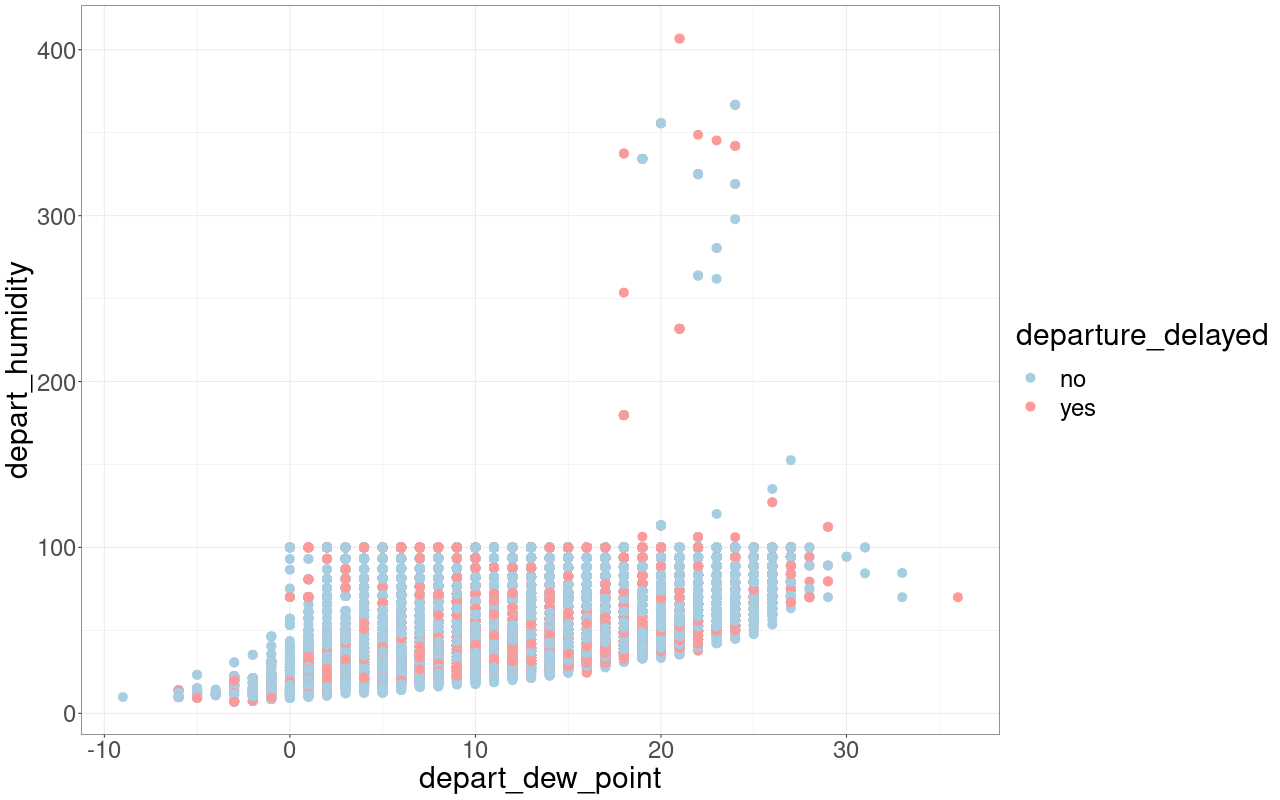 400
300
200
100
0
-10 0 10 20 30
depart_dew_point
depart_humidity
departure_delayed
no
yes